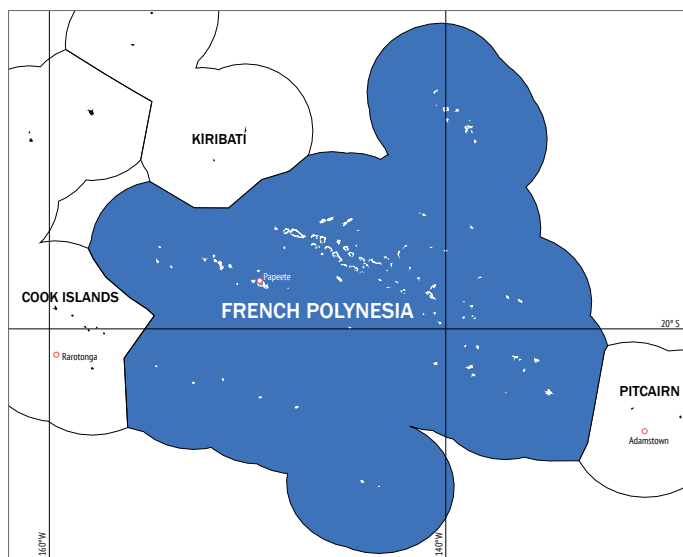 KIRIBATI
Papeete
COOK ISLANDS
FRENCH POLYNESIA
20° S
Rarotonga
PITCAIRN
Adamstown
160°W
140°W